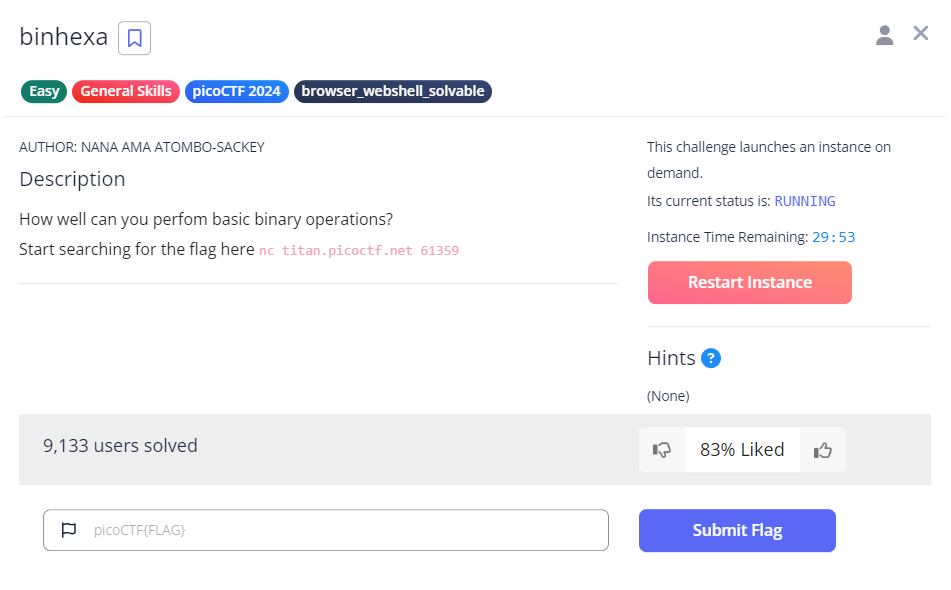 binhexa
Easy General Skills picoCTF 2024 browser_webshell_solvable
AUTHOR: NANA AMA ATOMBO-SACKEY
Description
How well can you perfom basic binary operations?
Start searching for the flag here nc titan.picoctf.net 61359
This challenge launches an instance on
demand.
Its current status is: RUNNING
Instance Time Remaining: 29:53
Restart Instance
Hints ?
(None)
9,133 users solved
83% Liked
picoCTF{FLAG}
Submit Flag